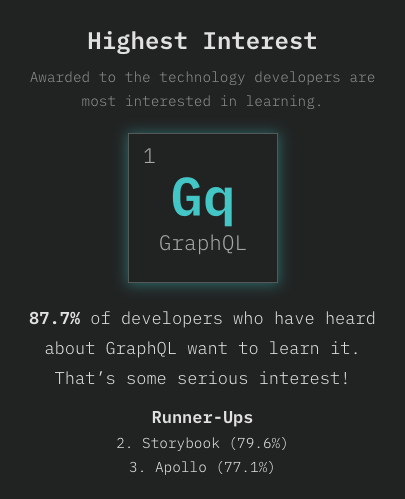 Highest Interest
Awarded to the technology developers are
most interested in learning.
1
Gq
GraphQL
87.7% of developers who have heard
about GraphQL want to learn it.
That’s some serious interest!
Runner-Ups
2. Storybook (79.6%)
3. Apollo (77.1%)